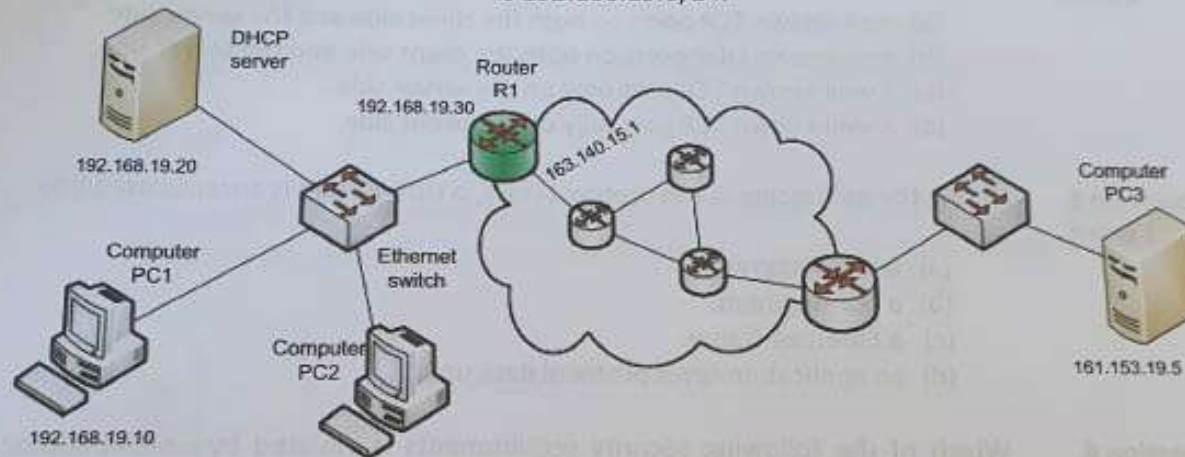 DHCP
server
192.168.19.20
Router
R1
192.168.19.30
163.140.15.1
Computer
PC3
161.153.19.5
Computer
PC1
Ethernet
switch
Computer
PC2
192.168.19.10